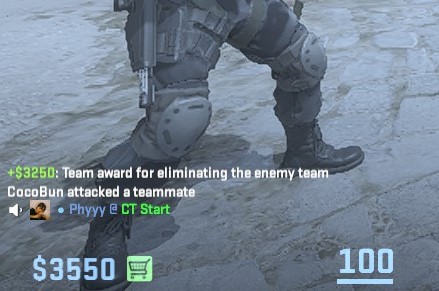 +$3250: Team award for eliminating the enemy team
CocoBun attacked a teammate
Phyyy @ CT Start
$3550
100